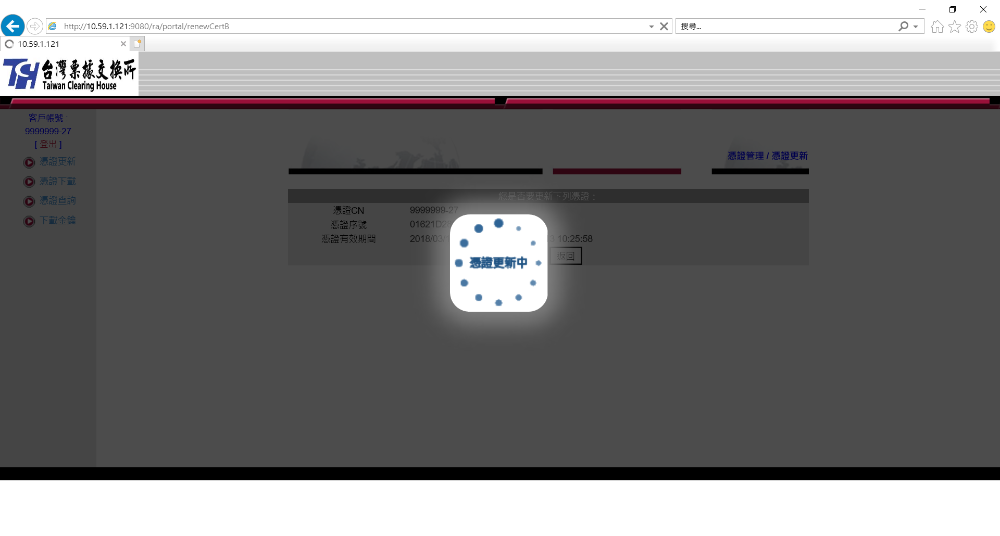 http://10.59.1.121:9080/ra/portal/renewCertB
搜尋...
10.59.1.121
TCH 台灣票據交換所
Taiwan Clearing House
客戶帳號 :
9999999-27
[ 登出 ]
憑證更新
憑證下載
憑證查詢
下載金鑰
憑證管理 / 憑證更新
您是否要更新下列憑證：
憑證CN 9999999-27
憑證序號 01621D28
憑證有效期間 2018/03/1 3 10:25:58
返回
憑證更新中